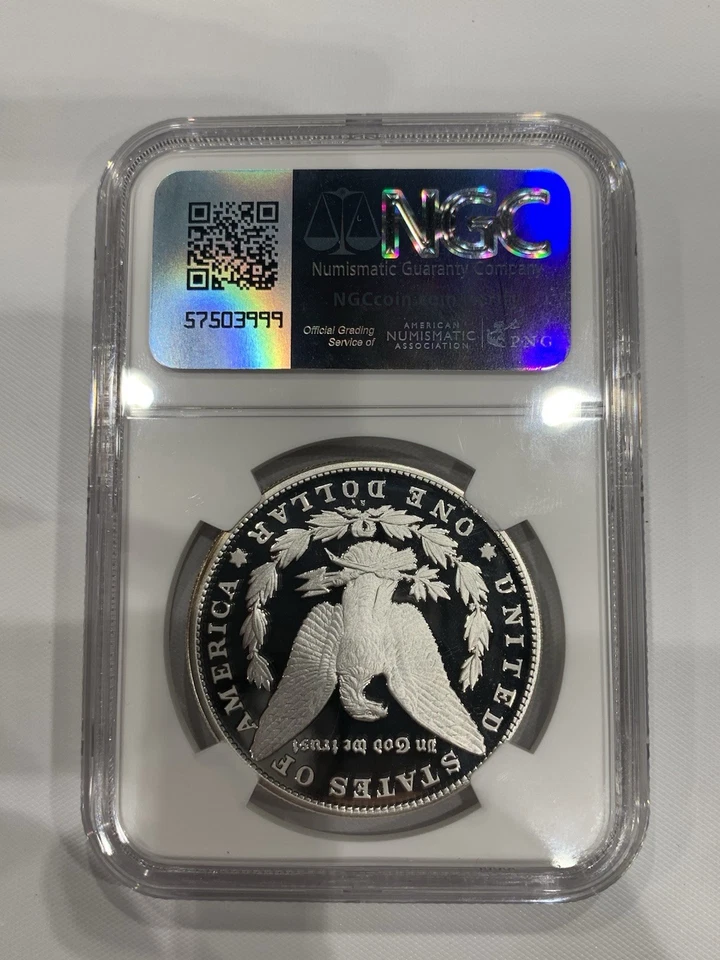 NGC
Numismatic Guaranty Company
57503999
Official Grading
Service of
AMERICAN
NUMISMATIC
ASSOCIATION
PNG
UNITED STATES OF AMERICA
In God we trust
ONE DOLLAR